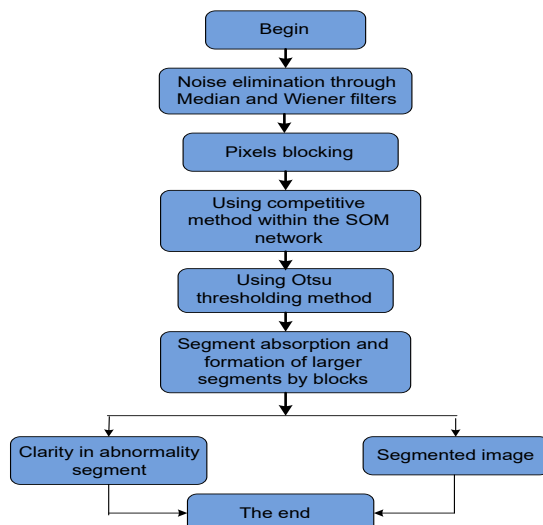 Begin
Noise elimination through
Median and Wiener filters
Pixels blocking
Using competitive
method within the SOM
network
Using Otsu
thresholding method
Segment absorption and
formation of larger
segments by blocks
Clarity in abnormality
segment
Segmented image
The end